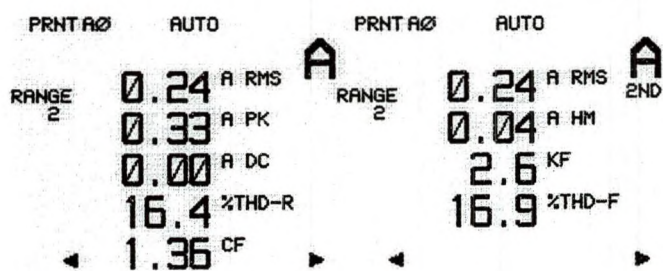 PRNT AØ AUTO
A
RANGE
2
0.24 A RMS
0.33 A PK
0.00 A DC
16.4 %THD-R
1.36 CF
PRNT AØ AUTO
A
2ND
RANGE
2
0.24 A RMS
0.04 A HM
2.6 KF
16.9 %THD-F